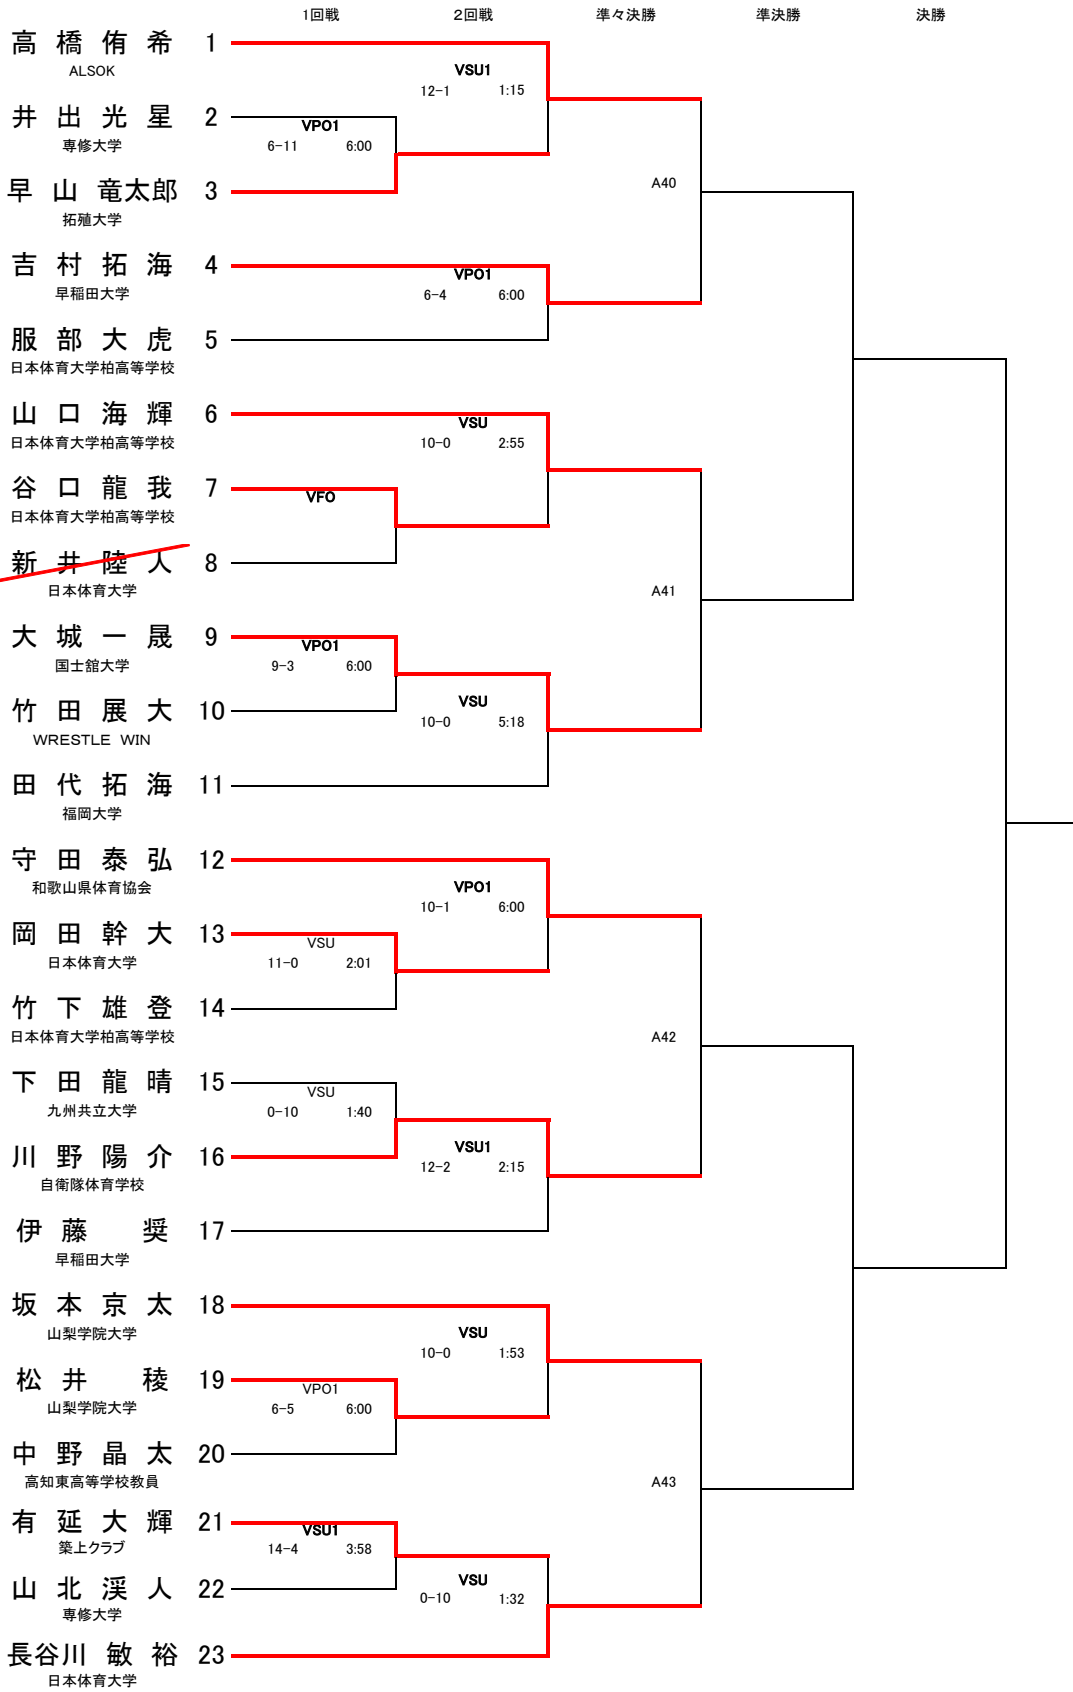 1回戦 2回戦 準々決勝 準決勝 決勝
高橋侑希 1
ALSOK
VSU1
12-1 1:15
井出光星 2
専修大学
VPO1
6-11 6:00
早山竜太郎 3
拓殖大学
A40
吉村拓海 4
早稲田大学
VPO1
6-4 6:00
服部大虎 5
日本体育大学柏高等学校
山口海輝 6
日本体育大学柏高等学校
VSU
10-0 2:55
谷口龍我 7
日本体育大学柏高等学校
VFO
新井陸人 8
日本体育大学
A41
大城一晟 9
国士舘大学
VPO1
9-3 6:00
竹田展大 10
WRESTLE WIN
VSU
10-0 5:18
田代拓海 11
福岡大学
守田泰弘 12
和歌山県体育協会
VPO1
10-1 6:00
岡田幹大 13
日本体育大学
VSU
11-0 2:01
竹下雄登 14
日本体育大学柏高等学校
A42
下田龍晴 15
九州共立大学
VSU
0-10 1:40
川野陽介 16
自衛隊体育学校
VSU1
12-2 2:15
伊藤奨 17
早稲田大学
坂本京太 18
山梨学院大学
VSU
10-0 1:53
松井稜 19
山梨学院大学
VPO1
6-5 6:00
中野晶太 20
高知東高等学校教員
A43
有延大輝 21
築上クラブ
VSU1
14-4 3:58
山北渓人 22
専修大学
VSU
0-10 1:32
長谷川敏裕 23
日本体育大学